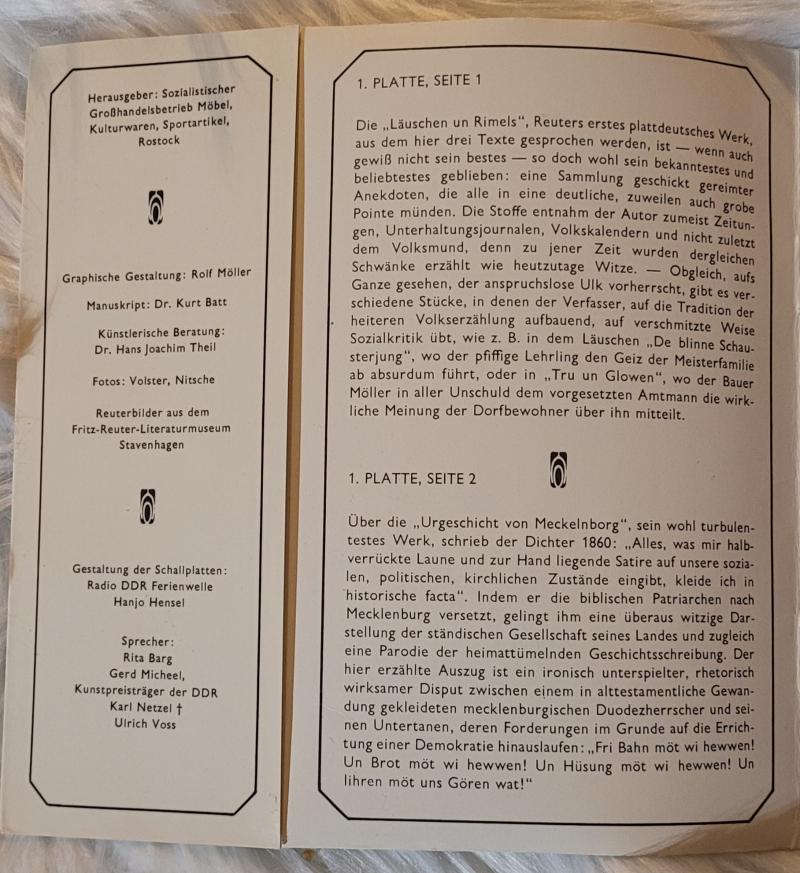 Herausgeber: Sozialistischer
Großhandelsbetrieb Möbel,
Kulturwaren, Sportartikel,
Rostock
Graphische Gestaltung: Rolf Möller
Manuskript: Dr. Kurt Batt
Künstlerische Beratung:
Dr. Hans Joachim Theil
Fotos: Volster, Nitsche
Reuterbilder aus dem
Fritz-Reuter-Literaturmuseum
Stavenhagen
Gestaltung der Schallplatten:
Radio DDR Ferienwelle
Hanjo Hensel
Sprecher:
Rita Barg
Gerd Micheel,
Kunstpreisträger der DDR
Karl Netzel †
Ulrich Voss
1. PLATTE, SEITE 1
Die „Läuschen un Rimels“, Reuters erstes plattdeutsches Werk,
aus dem hier drei Texte gesprochen werden, ist — wenn auch
gewiß nicht sein bestes — so doch wohl sein bekanntestes und
beliebtestes geblieben: eine Sammlung geschickt gereimter
Anekdoten, die alle in eine deutliche, zuweilen auch grobe
Pointe münden. Die Stoffe entnahm der Autor zumeist Zeitun-
gen, Unterhaltungsjournalen, Volkskalendern und nicht zuletzt
dem Volksmund, denn zu jener Zeit wurden dergleichen
Schwänke erzählt wie heutzutage Witze. — Obgleich, aufs
Ganze gesehen, der anspruchslose Ulk vorherrscht, gibt es ver-
schiedene Stücke, in denen der Verfasser, auf die Tradition der
heiteren Volkserzählung aufbauend, auf verschmitzte Weise
Sozialkritik übt, wie z. B. in dem Läuschen „De blinne Schau-
sterjung“, wo der pfiffige Lehrling den Geiz der Meisterfamilie
ab absurdum führt, oder in „Tru un Glowen“, wo der Bauer
Möller in aller Unschuld dem vorgesetzten Amtmann die wirk-
liche Meinung der Dorfbewohner über ihn mitteilt.
1. PLATTE, SEITE 2
Über die „Urgeschicht von Meckelnborg“, sein wohl turbulen-
testes Werk, schrieb der Dichter 1860: „Alles, was mir halb-
verrückte Laune und zur Hand liegende Satire auf unsere sozia-
len, politischen, kirchlichen Zustände eingibt, kleide ich in
historische facta“. Indem er die biblischen Patriarchen nach
Mecklenburg versetzt, gelingt ihm eine überaus witzige Dar-
stellung der ständischen Gesellschaft seines Landes und zugleich
eine Parodie der heimattümelnden Geschichtsschreibung. Der
hier erzählte Auszug ist ein ironisch unterspielter, rhetorisch
wirksamer Disput zwischen einem in alttestamentliche Gewan-
dung gekleideten mecklenburgischen Duodezherrscher und sei-
nen Untertanen, deren Forderungen im Grunde auf die Errich-
tung einer Demokratie hinauslaufen: „Fri Bahn möt wi hewwen!
Un Brot möt wi hewwen! Un Hüsung möt wi hewwen! Un
lihren möt uns Gören wat!“